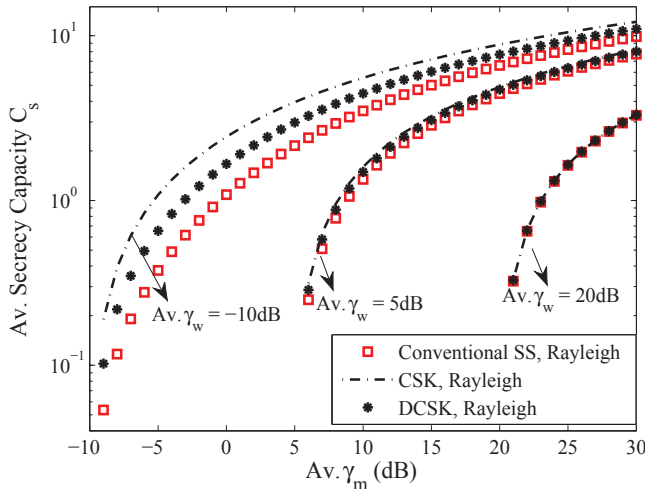 Av. Secrecy Capacity C_s
10^1
10^0
10^−1
Av. γ_w = −10dB
Av. γ_w = 5dB
Av. γ_w = 20dB
Conventional SS, Rayleigh
CSK, Rayleigh
DCSK, Rayleigh
−10 −5 0 5 10 15 20 25 30
Av. γ_m (dB)